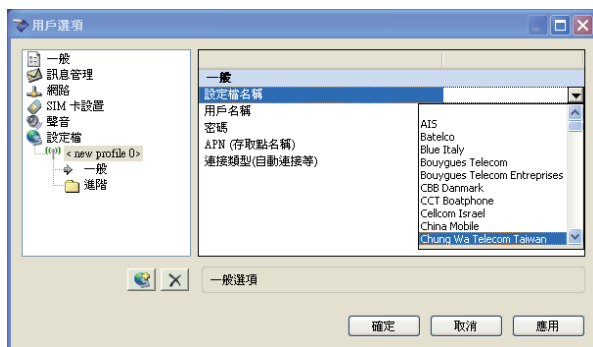 用戶選項
一般
訊息管理
網路
SIM 卡設置
聲音
設定檔
< new profile 0>
一般
進階
一般
設定檔名稱
用戶名稱
密碼
APN (存取點名稱)
連接類型(自動連接等)
AIS
Batelco
Blue Italy
Bouygues Telecom
Bouygues Telecom Entreprises
CBB Danmark
CCT Boatphone
Cellcom Israel
China Mobile
Chung Wa Telecom Taiwan
一般選項
確定
取消
應用